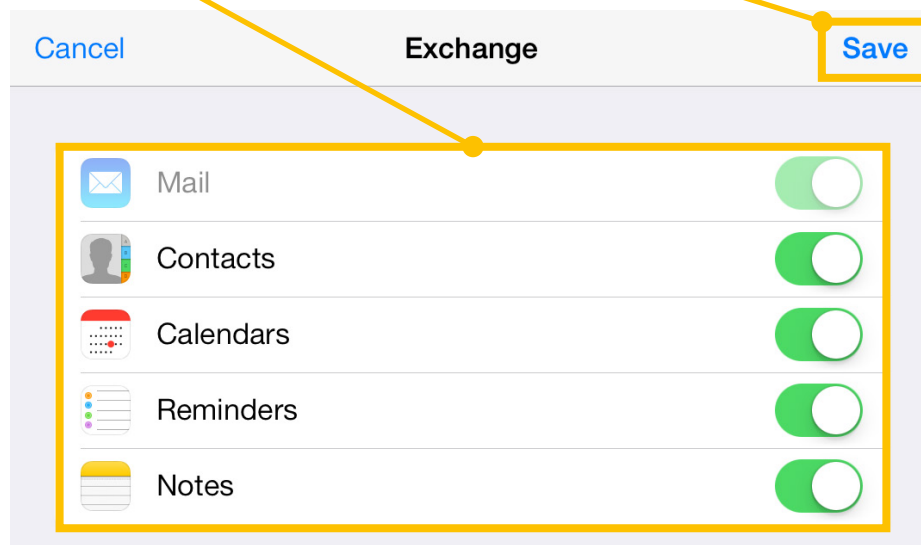 Cancel Exchange Save
Mail
Contacts
Calendars
Reminders
Notes